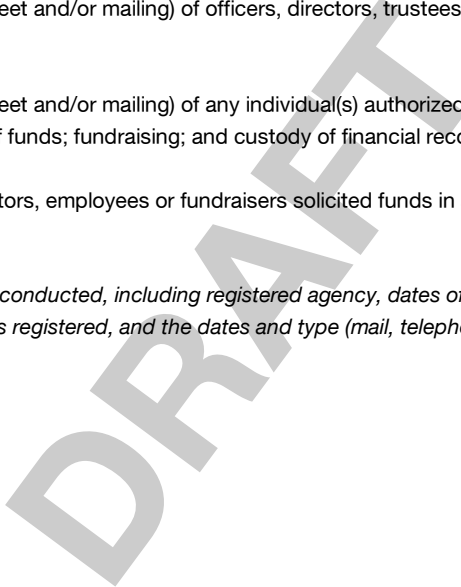 eet and/or mailing) of officers, directors, trustees
eet and/or mailing) of any individual(s) authorized
f funds; fundraising; and custody of financial reco
tors, employees or fundraisers solicited funds in
conducted, including registered agency, dates of
s registered, and the dates and type (mail, telepho
DRAFT